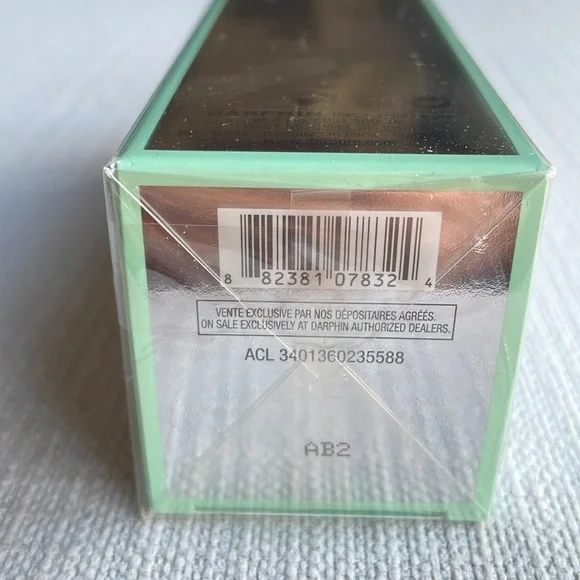 8 82381 07832 4
VENTE EXCLUSIVE PAR NOS DÉPOSITAIRES AGRÉÉS.
ON SALE EXCLUSIVELY AT DARPHIN AUTHORIZED DEALERS.
ACL 3401360235588
AB2